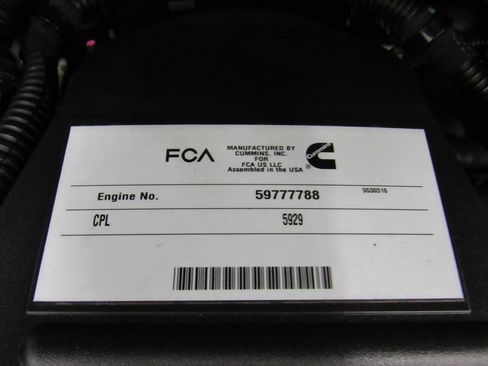 FCA
MANUFACTURED BY
CUMMINS, INC.
FOR
FCA US LLC
Assembled in the USA
Cummins
®
Engine No. 59777788 5530316
CPL 5929